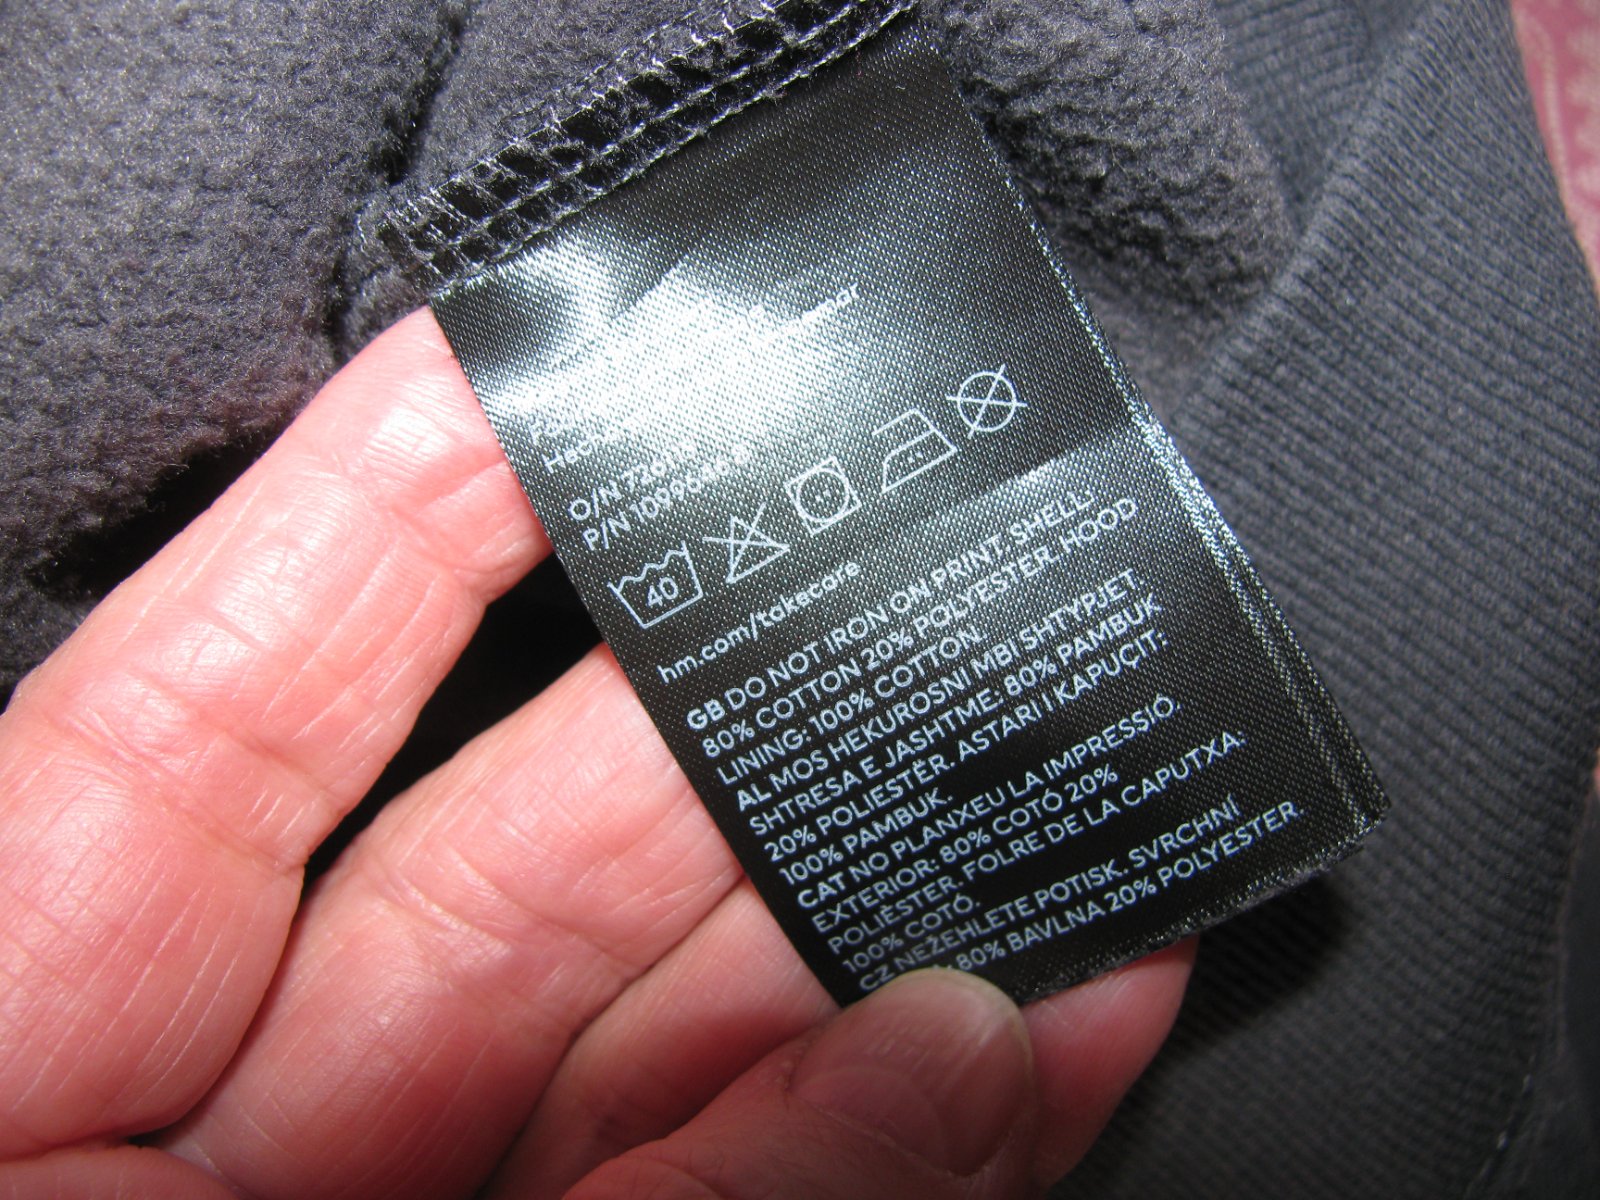 O/N
P/N
40
hm.com/takecare
GB DO NOT IRON ON PRINT. SHELL:
80% COTTON 20% POLYESTER. HOOD
LINING: 100% COTTON.
AL MOS HEKUROSNI MBI SHTYPJET.
SHTRESA E JASHTME: 80% PAMBUK
20% POLIESTËR. ASTARI I KAPUÇIT:
100% PAMBUK.
CAT NO PLANXEU LA IMPRESSIÓ.
EXTERIOR: 80% COTÓ 20%
POLIÈSTER. FOLRE DE LA CAPUTXA:
100% COTÓ.
CZ NEŽEHLETE POTISK. SVRCHNÍ
80% BAVLNA 20% POLYESTER